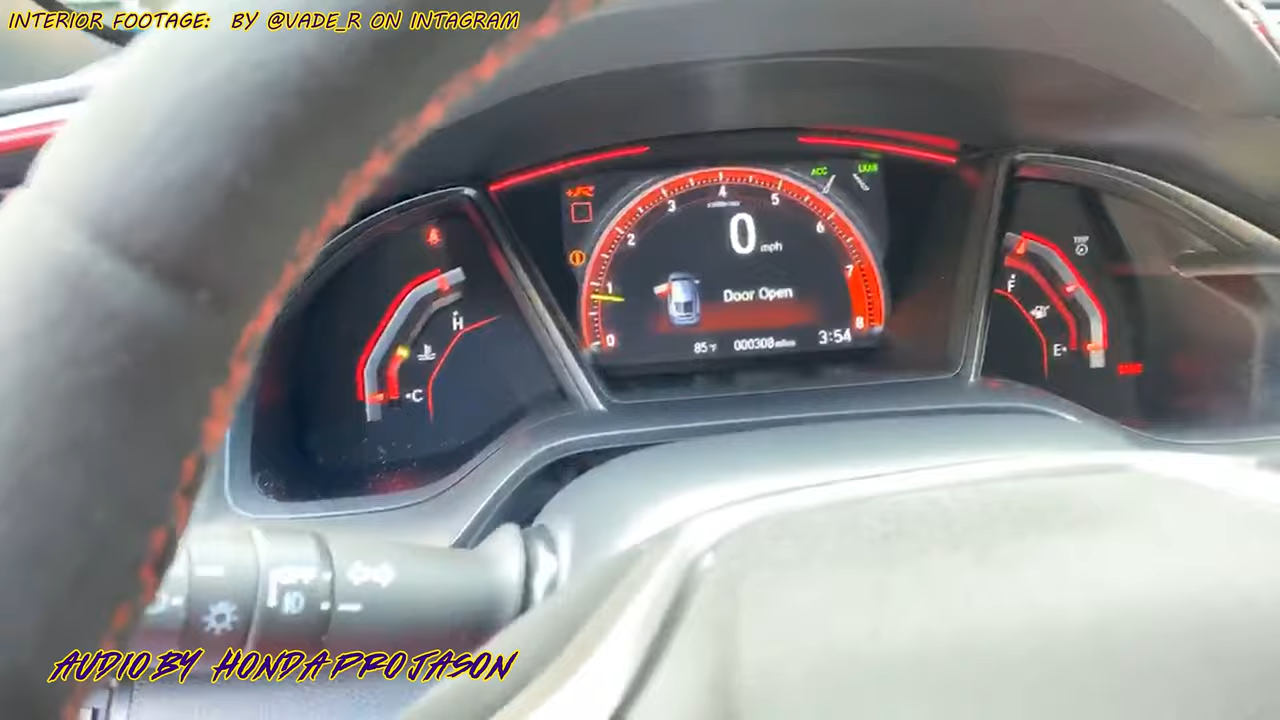 INTERIOR FOOTAGE: BY @VADE_R ON INTAGRAM
+R
ACC
LKAS
0 1 2 3 4 5 6 7 8
0 mph
Door Open
85°F 000308 miles 3:54
H
C
F
E
OFF
AUDIO BY HONDA PRO JASON